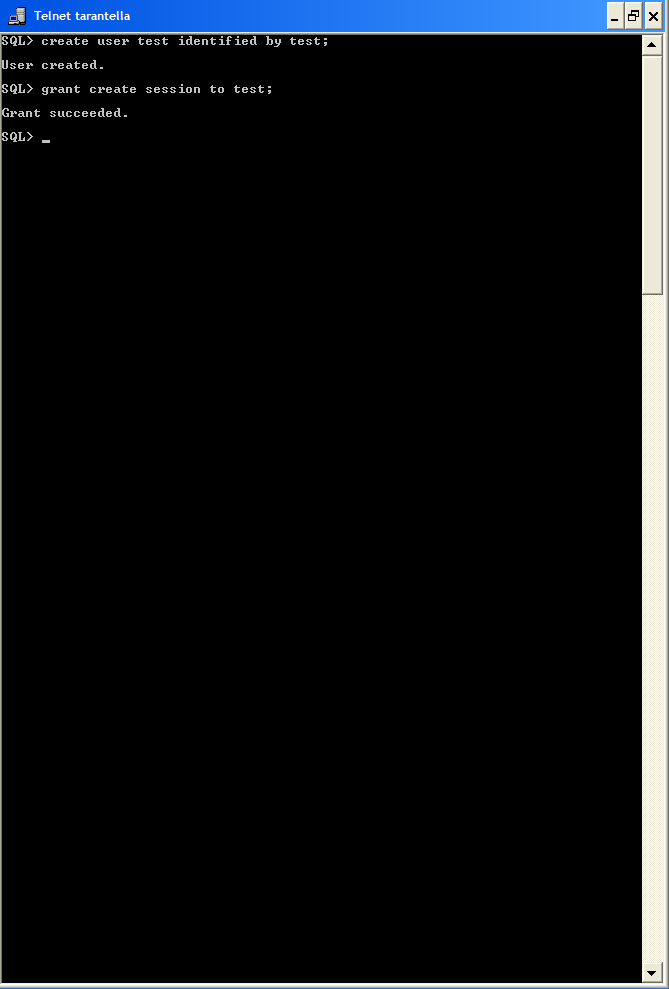 Telnet tarantella
SQL> create user test identified by test;
User created.
SQL> grant create session to test;
Grant succeeded.
SQL> _